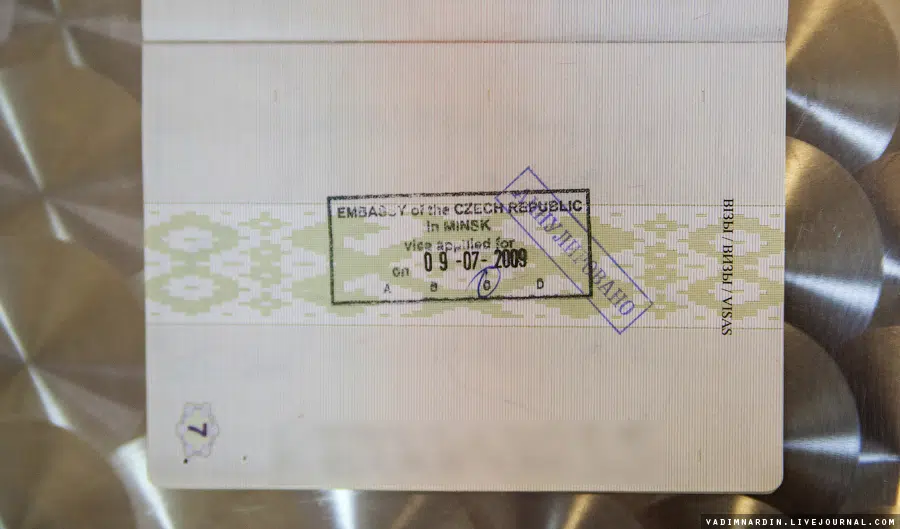 EMBASSY of the CZECH REPUBLIC
in MINSK
visa applied for
on 09-07-2009
A B C D
АННУЛИРОВАНО
ВІЗЫ / ВИЗЫ / VISAS
7
VADIMNARDIN.LIVEJOURNAL.COM